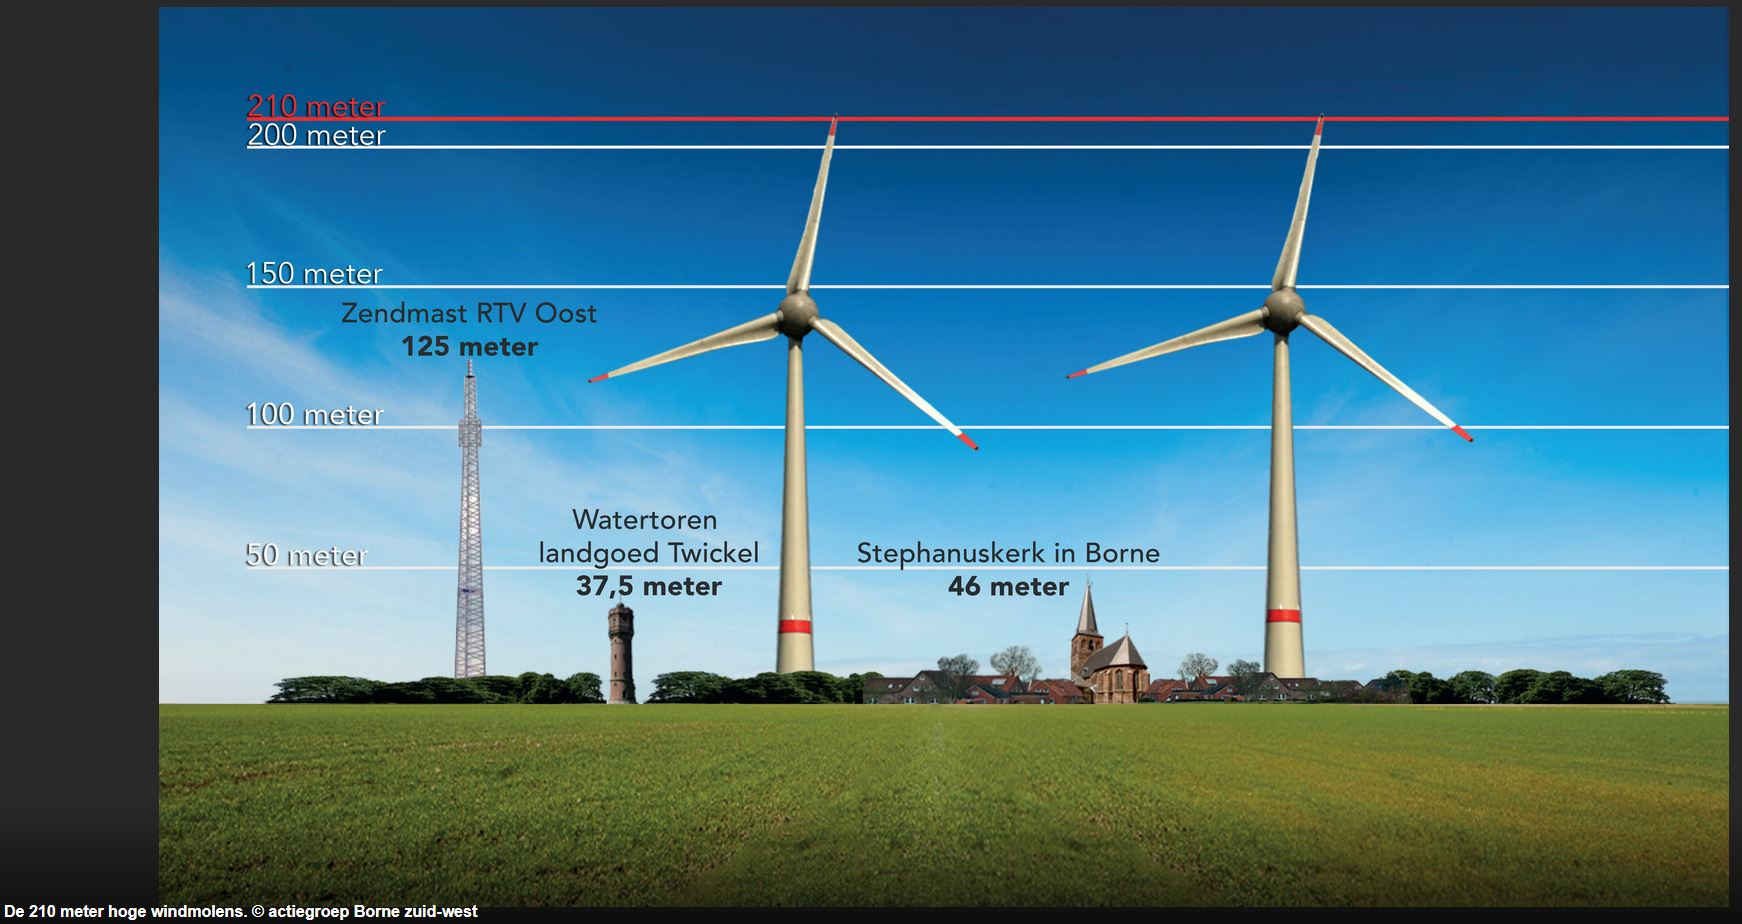 210 meter
200 meter
150 meter
Zendmast RTV Oost
125 meter
100 meter
Watertoren
landgoed Twickel
37,5 meter
50 meter
Stephanuskerk in Borne
46 meter
De 210 meter hoge windmolens. © actiegroep Borne zuid-west